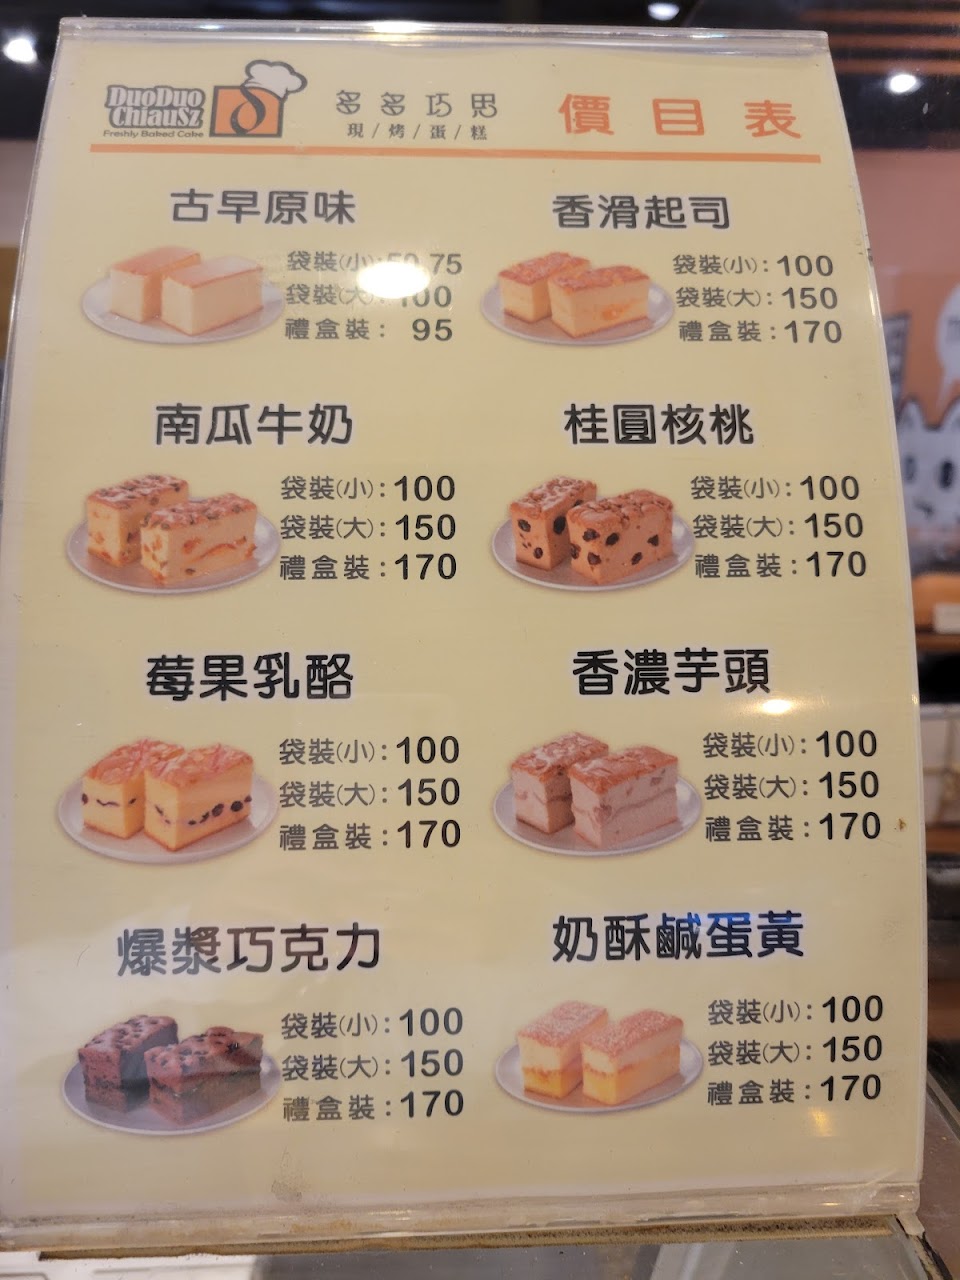 DuoDuo
ChiauSz
Freshly Baked Cake
多多巧思
現/烤/蛋/糕
價目表
古早原味
袋裝(小):50.75
袋裝(大):100
禮盒裝: 95
香滑起司
袋裝(小):100
袋裝(大):150
禮盒裝:170
南瓜牛奶
袋裝(小):100
袋裝(大):150
禮盒裝:170
桂圓核桃
袋裝(小):100
袋裝(大):150
禮盒裝:170
莓果乳酪
袋裝(小):100
袋裝(大):150
禮盒裝:170
香濃芋頭
袋裝(小):100
袋裝(大):150
禮盒裝:170
爆漿巧克力
袋裝(小):100
袋裝(大):150
禮盒裝:170
奶酥鹹蛋黃
袋裝(小):100
袋裝(大):150
禮盒裝:170